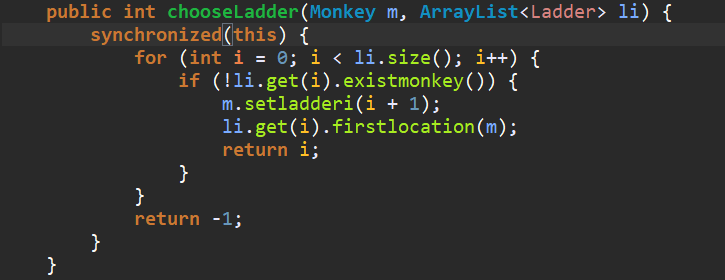 public int chooseLadder(Monkey m, ArrayList<Ladder> li) {
synchronized(this) {
for (int i = 0; i < li.size(); i++) {
if (!li.get(i).existmonkey()) {
m.setladderi(i + 1);
li.get(i).firstlocation(m);
return i;
}
}
return -1;
}
}